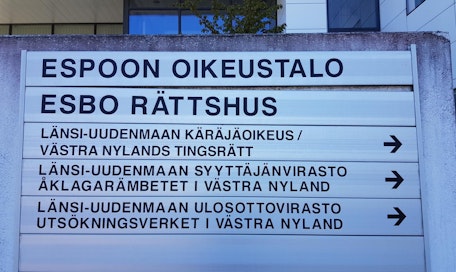 ESPOON OIKEUSTALO
ESBO RÄTTSHUS
LÄNSI-UUDENMAAN KÄRÄJÄOIKEUS /
VÄSTRA NYLANDS TINGSRÄTT
LÄNSI-UUDENMAAN SYYTTÄJÄNVIRASTO
ÅKLAGARÄMBETET I VÄSTRA NYLAND
LÄNSI-UUDENMAAN ULOSOTTOVIRASTO
UTSÖKNINGSVERKET I VÄSTRA NYLAND